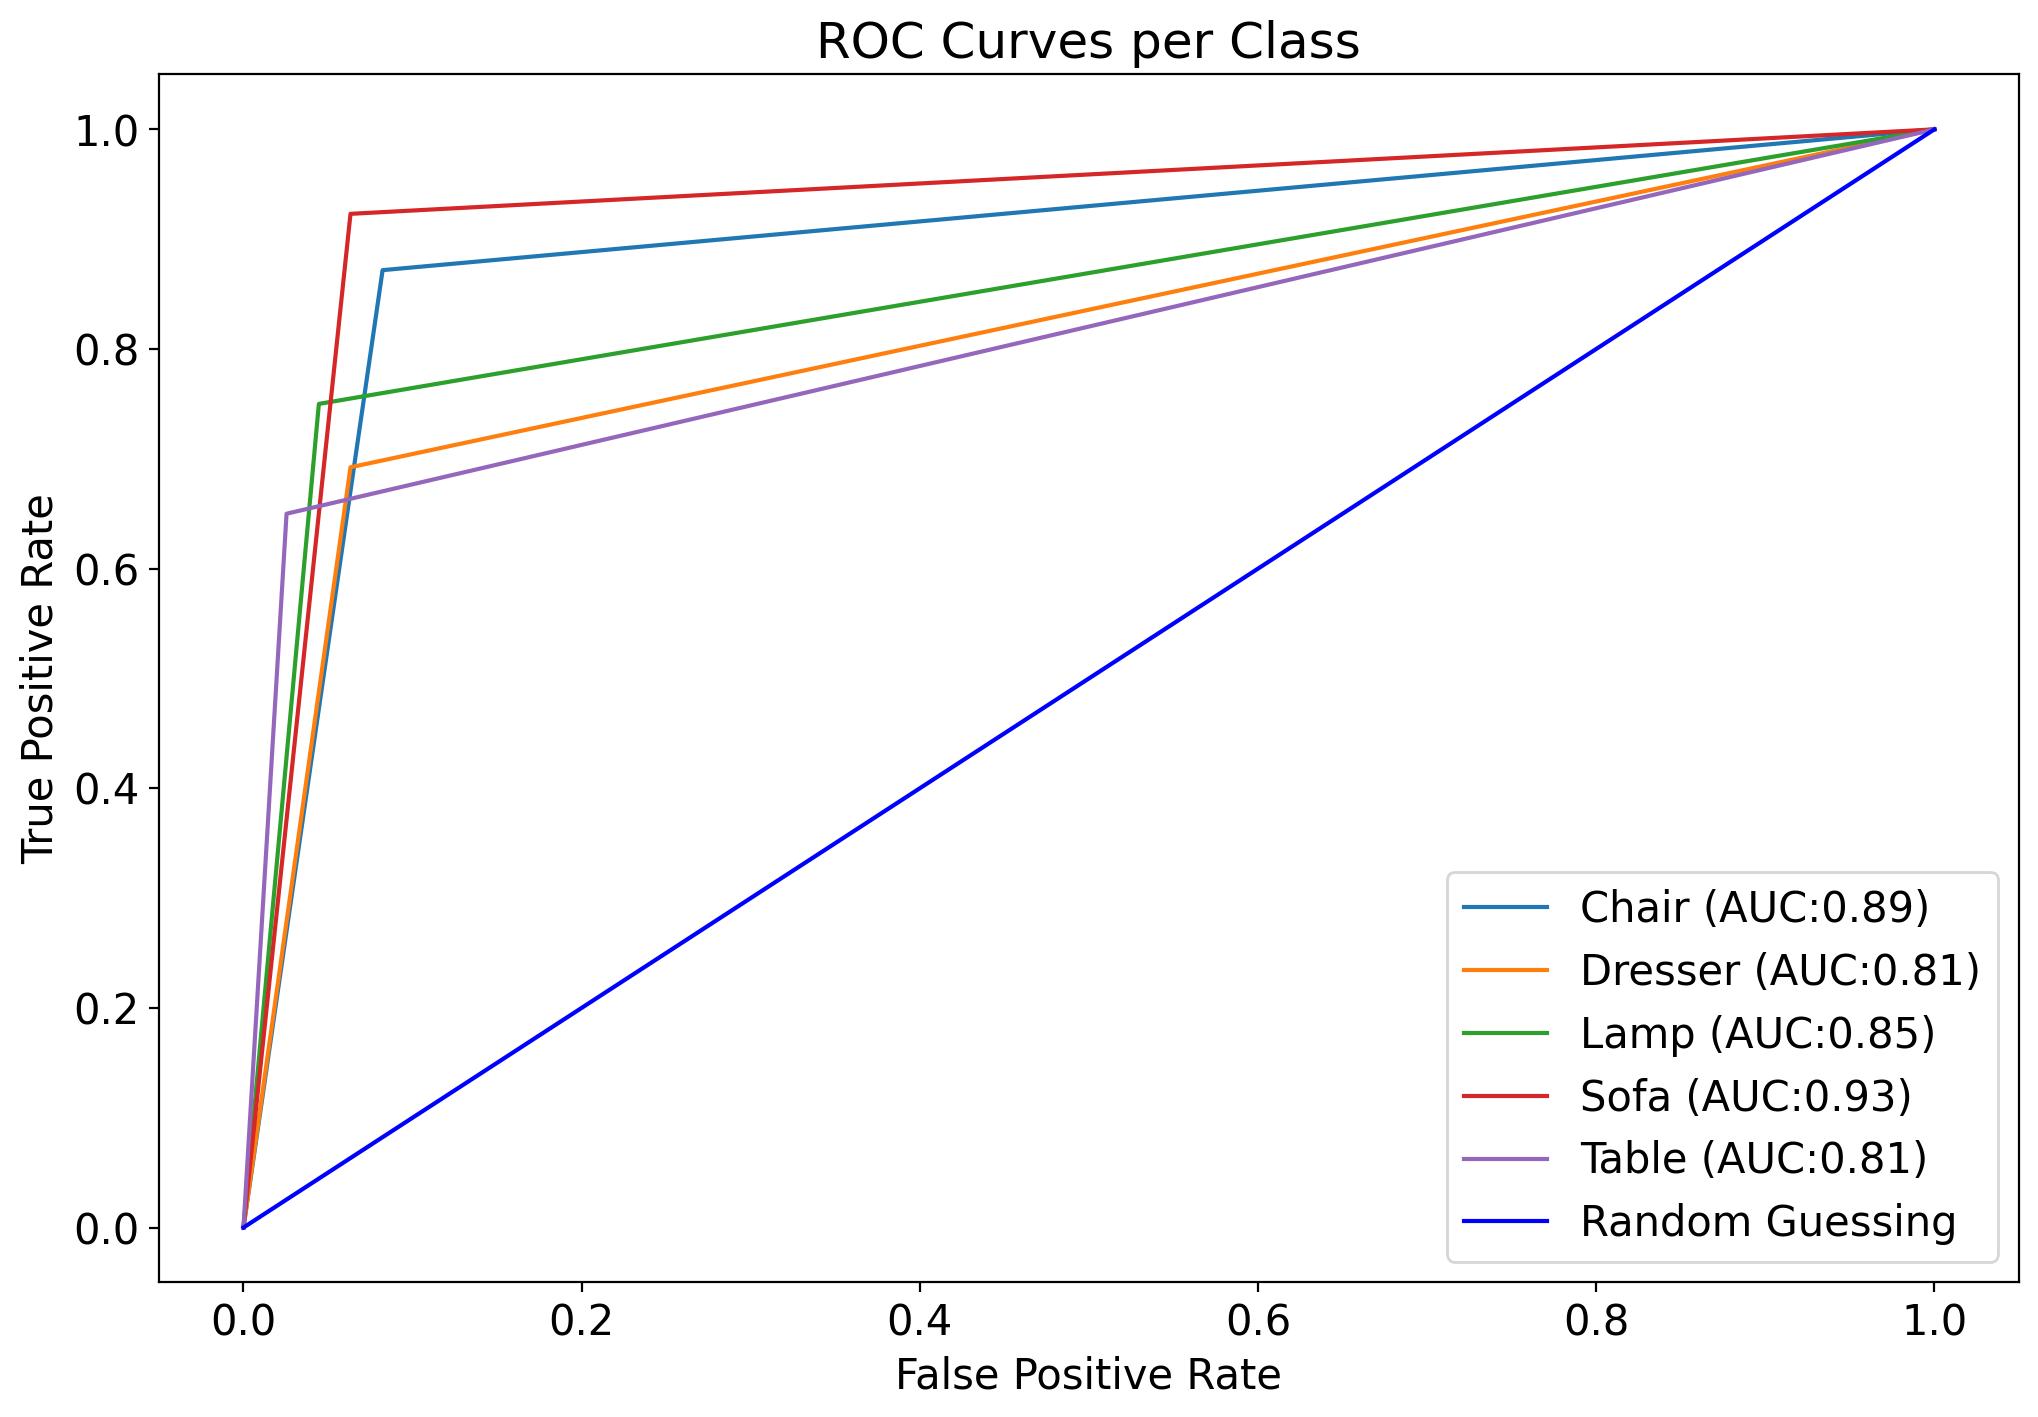 ROC Curves per Class
1.0
0.8
0.6
0.4
0.2
0.0
True Positive Rate
Chair (AUC:0.89)
Dresser (AUC:0.81)
Lamp (AUC:0.85)
Sofa (AUC:0.93)
Table (AUC:0.81)
Random Guessing
0.0 0.2 0.4 0.6 0.8 1.0
False Positive Rate